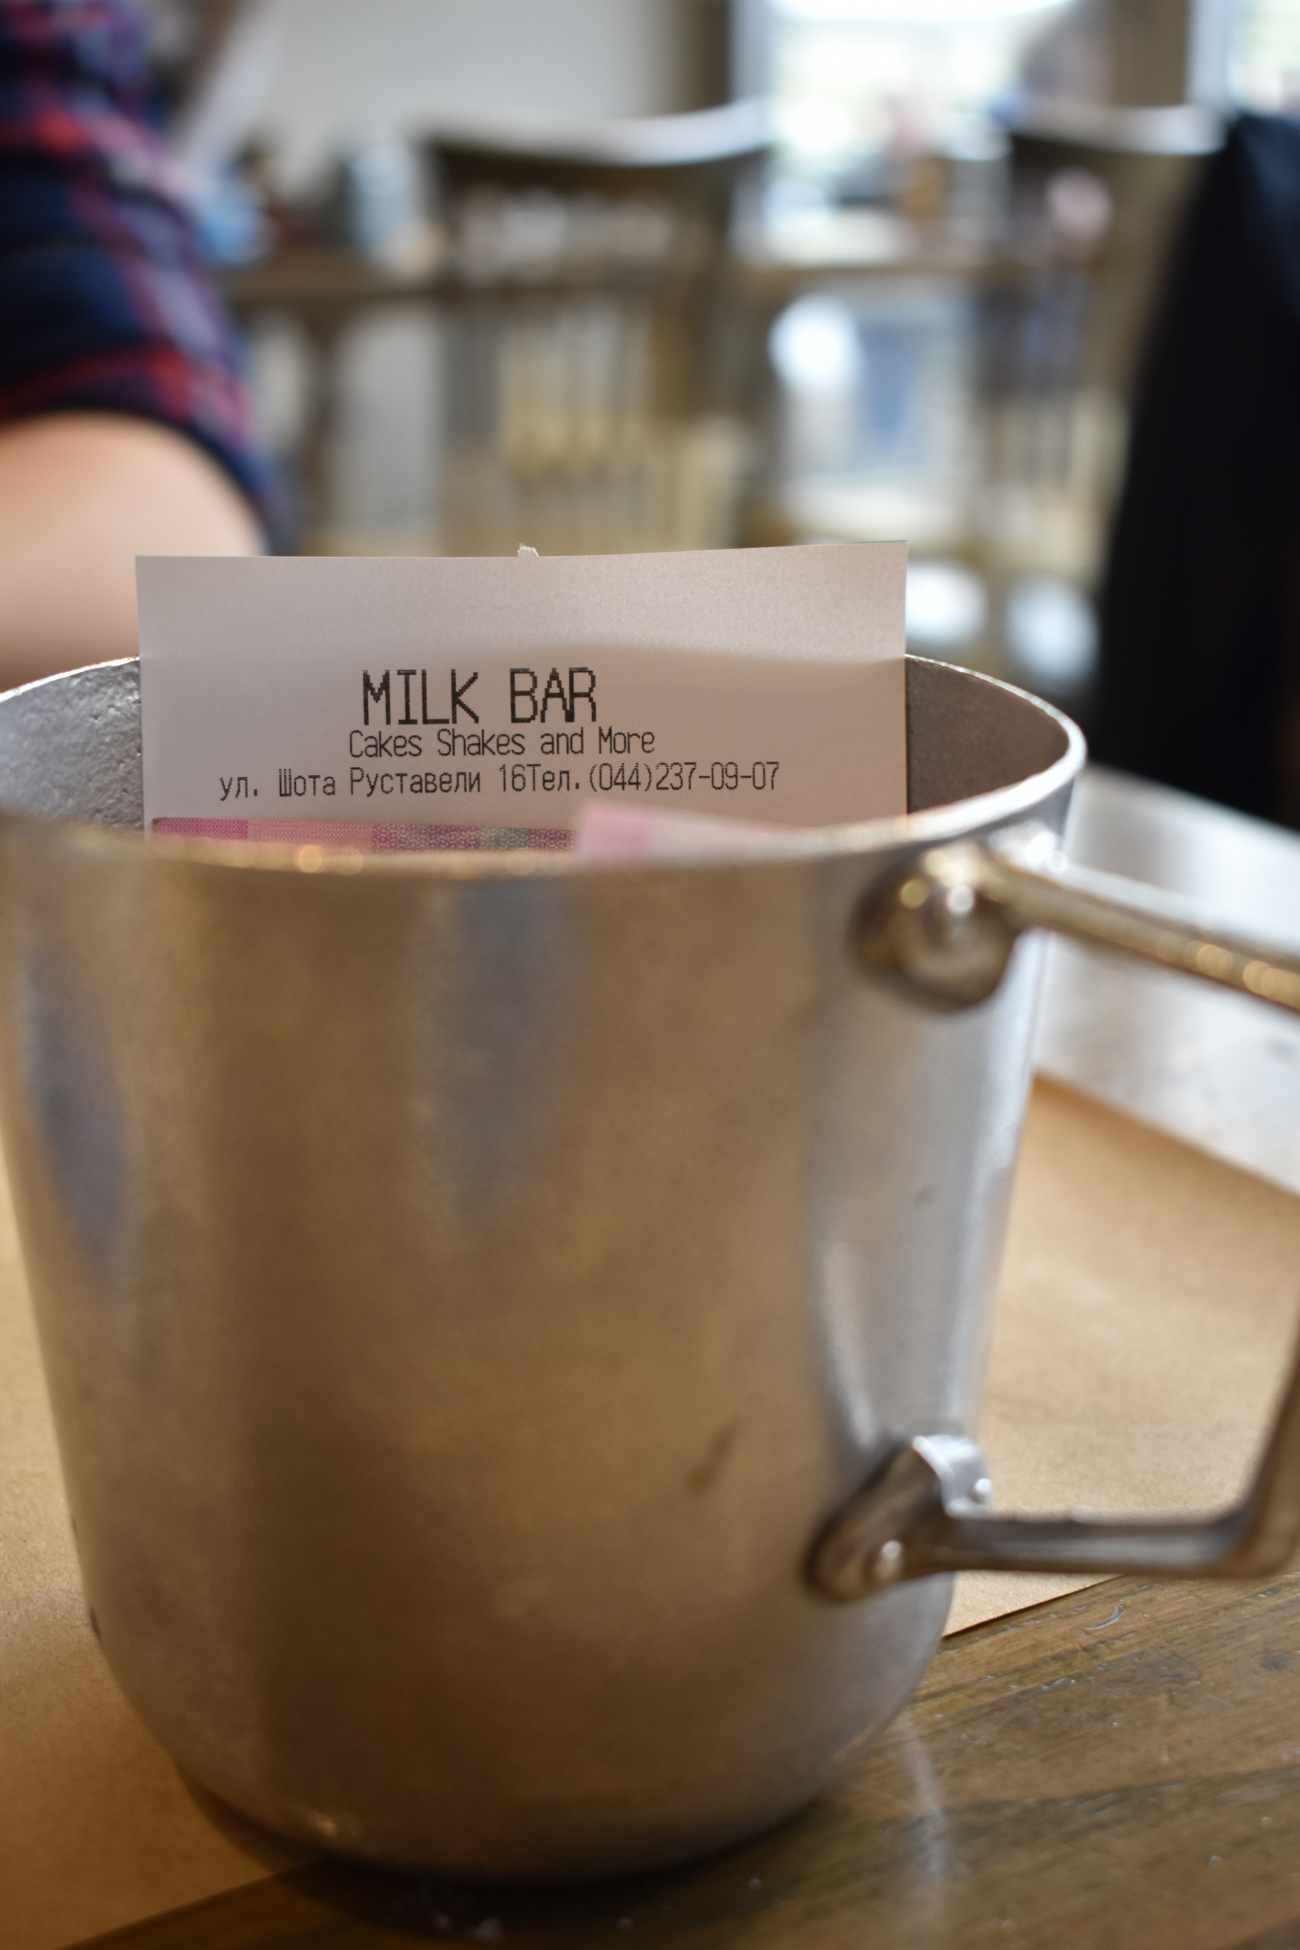 MILK BAR
Cakes Shakes and More
ул. Шота Руставели 16Тел.(044)237-09-07